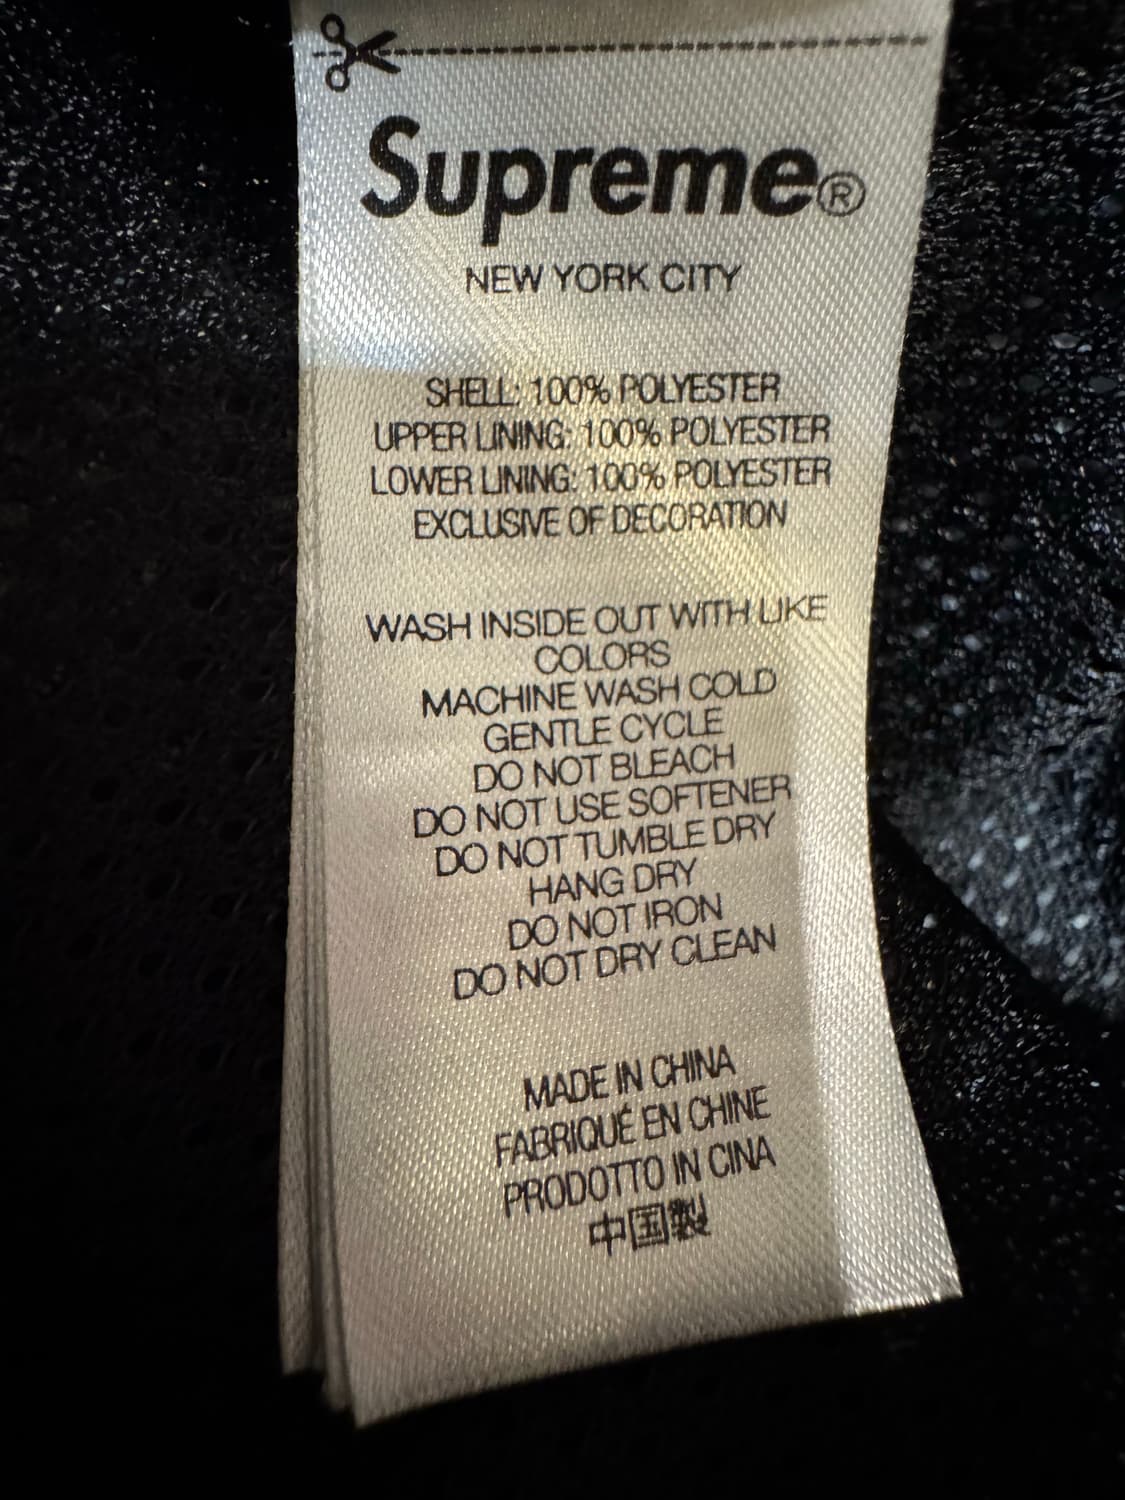 Supreme®
NEW YORK CITY
SHELL: 100% POLYESTER
UPPER LINING: 100% POLYESTER
LOWER LINING: 100% POLYESTER
EXCLUSIVE OF DECORATION
WASH INSIDE OUT WITH LIKE
COLORS
MACHINE WASH COLD
GENTLE CYCLE
DO NOT BLEACH
DO NOT USE SOFTENER
DO NOT TUMBLE DRY
HANG DRY
DO NOT IRON
DO NOT DRY CLEAN
MADE IN CHINA
FABRIQUÉ EN CHINE
PRODOTTO IN CINA
中国製